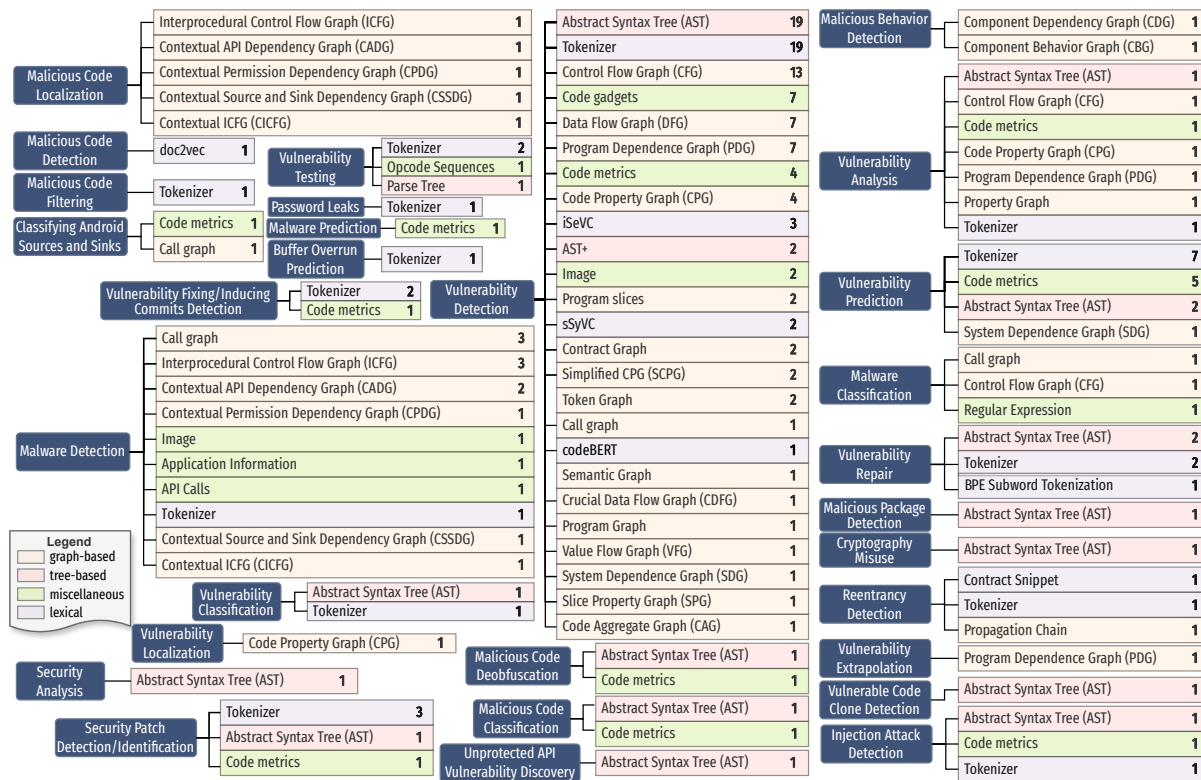 Malicious Code
Localization
Interprocedural Control Flow Graph (ICFG) 1
Contextual API Dependency Graph (CADG) 1
Contextual Permission Dependency Graph (CPDG) 1
Contextual Source and Sink Dependency Graph (CSSDG) 1
Contextual ICFG (CICFG) 1
Malicious Code
Detection
doc2vec 1
Malicious Code
Filtering
Tokenizer 1
Classifying Android
Sources and Sinks
Code metrics 1
Call graph 1
Vulnerability
Testing
Tokenizer 2
Opcode Sequences 1
Parse Tree 1
Password Leaks
Tokenizer 1
Malware Prediction
Code metrics 1
Buffer Overrun
Prediction
Tokenizer 1
Vulnerability Fixing/Inducing
Commits Detection
Tokenizer 2
Code metrics 1
Malware Detection
Call graph 3
Interprocedural Control Flow Graph (ICFG) 3
Contextual API Dependency Graph (CADG) 2
Contextual Permission Dependency Graph (CPDG) 1
Image 1
Application Information 1
API Calls 1
Tokenizer 1
Contextual Source and Sink Dependency Graph (CSSDG) 1
Contextual ICFG (CICFG) 1
Legend
graph-based
tree-based
miscellaneous
lexical
Vulnerability
Classification
Abstract Syntax Tree (AST) 1
Tokenizer 1
Vulnerability
Localization
Code Property Graph (CPG) 1
Security
Analysis
Abstract Syntax Tree (AST) 1
Security Patch
Detection/Identification
Tokenizer 3
Abstract Syntax Tree (AST) 1
Code metrics 1
Vulnerability
Detection
Abstract Syntax Tree (AST) 19
Tokenizer 19
Control Flow Graph (CFG) 13
Code gadgets 7
Data Flow Graph (DFG) 7
Program Dependence Graph (PDG) 7
Code metrics 4
Code Property Graph (CPG) 4
iSeVC 3
AST+ 2
Image 2
Program slices 2
sSyVC 2
Contract Graph 2
Simplified CPG (SCPG) 2
Token Graph 2
Call graph 1
codeBERT 1
Semantic Graph 1
Crucial Data Flow Graph (CDFG) 1
Program Graph 1
Value Flow Graph (VFG) 1
System Dependence Graph (SDG) 1
Slice Property Graph (SPG) 1
Code Aggregate Graph (CAG) 1
Malicious Code
Deobfuscation
Abstract Syntax Tree (AST) 1
Code metrics 1
Malicious Code
Classification
Abstract Syntax Tree (AST) 1
Code metrics 1
Unprotected API
Vulnerability Discovery
Abstract Syntax Tree (AST) 1
Malicious Behavior
Detection
Component Dependency Graph (CDG) 1
Component Behavior Graph (CBG) 1
Vulnerability
Analysis
Abstract Syntax Tree (AST) 1
Control Flow Graph (CFG) 1
Code metrics 1
Code Property Graph (CPG) 1
Program Dependence Graph (PDG) 1
Property Graph 1
Tokenizer 1
Vulnerability
Prediction
Tokenizer 7
Code metrics 5
Abstract Syntax Tree (AST) 2
System Dependence Graph (SDG) 1
Malware
Classification
Call graph 1
Control Flow Graph (CFG) 1
Regular Expression 1
Vulnerability
Repair
Abstract Syntax Tree (AST) 2
Tokenizer 2
BPE Subword Tokenization 1
Malicious Package
Detection
Abstract Syntax Tree (AST) 1
Cryptography
Misuse
Abstract Syntax Tree (AST) 1
Reentrancy
Detection
Contract Snippet 1
Tokenizer 1
Propagation Chain 1
Vulnerability
Extrapolation
Program Dependence Graph (PDG) 1
Vulnerable Code
Clone Detection
Abstract Syntax Tree (AST) 1
Injection Attack
Detection
Abstract Syntax Tree (AST) 1
Code metrics 1
Tokenizer 1